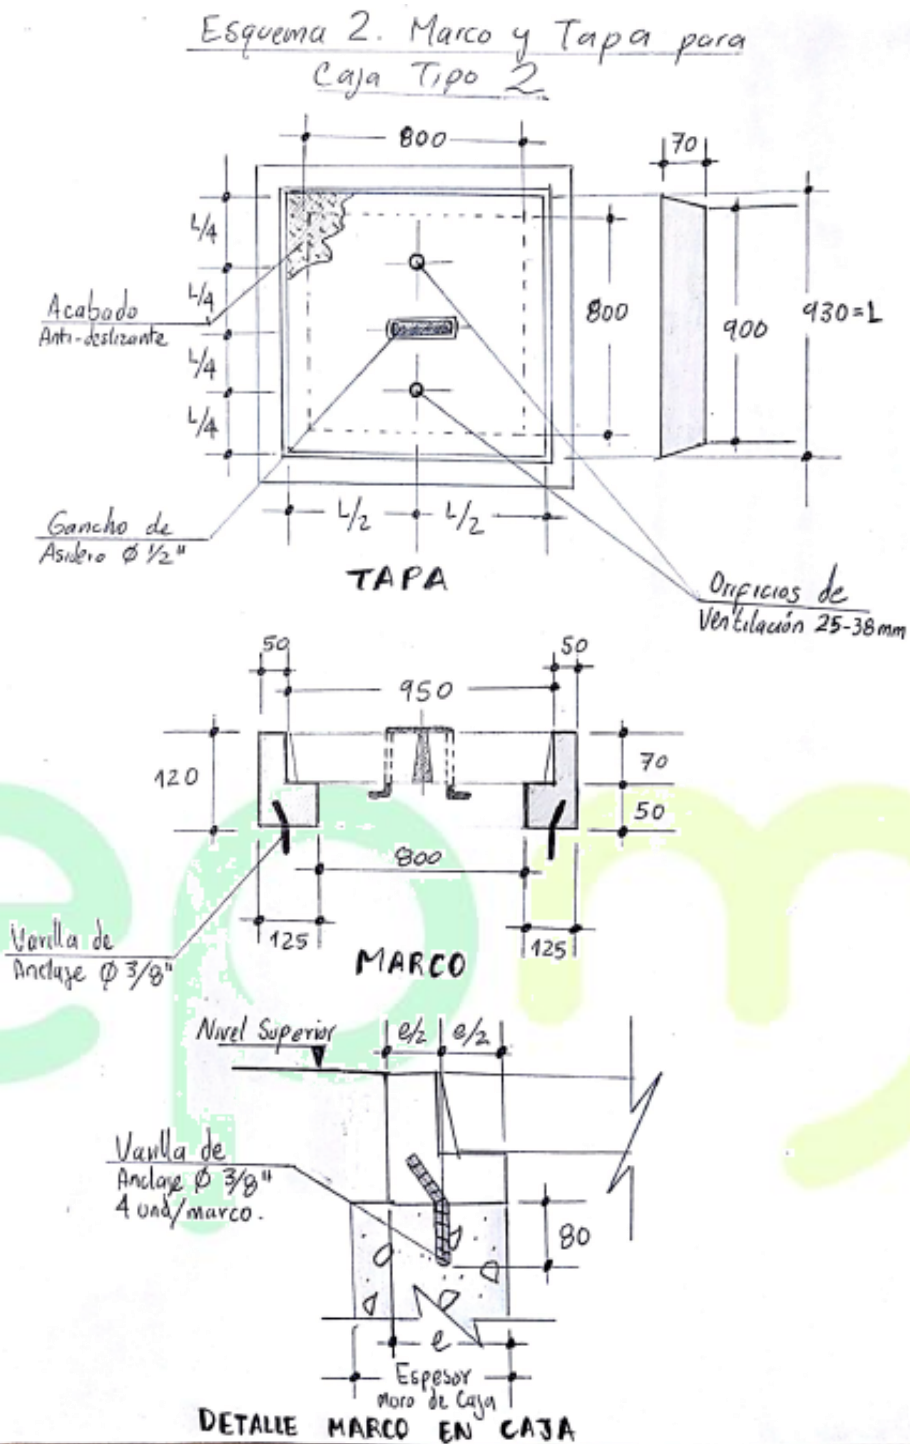 Esquema 2. Marco y Tapa para
Caja Tipo 2
800
70
L/4
L/4
L/4
L/4
Acabado
Anti-deslizante
800
900
930=L
L/2
L/2
Gancho de
Asidero Ø 1/2"
TAPA
Orificios de
Ventilación 25-38mm
50
950
50
120
70
50
800
125
125
Varilla de
Anclaje Ø 3/8"
MARCO
Nivel Superior
e/2
e/2
Varilla de
Anclaje Ø 3/8"
4 und/marco.
80
e
Espesor
muro de Caja
DETALLE MARCO EN CAJA
epm